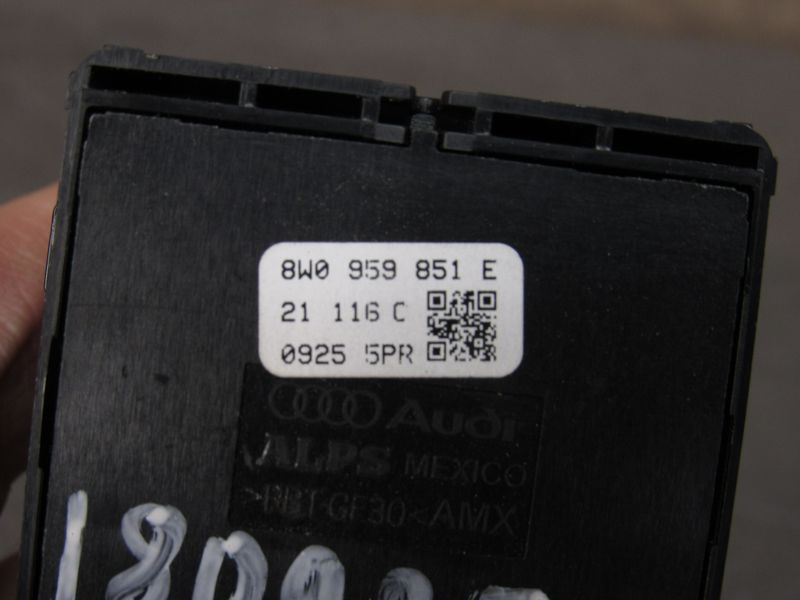 8W0 959 851 E
21 116 C
0925 5PR
Audi
ALPS MEXICO
>PBT-GF30<AMX